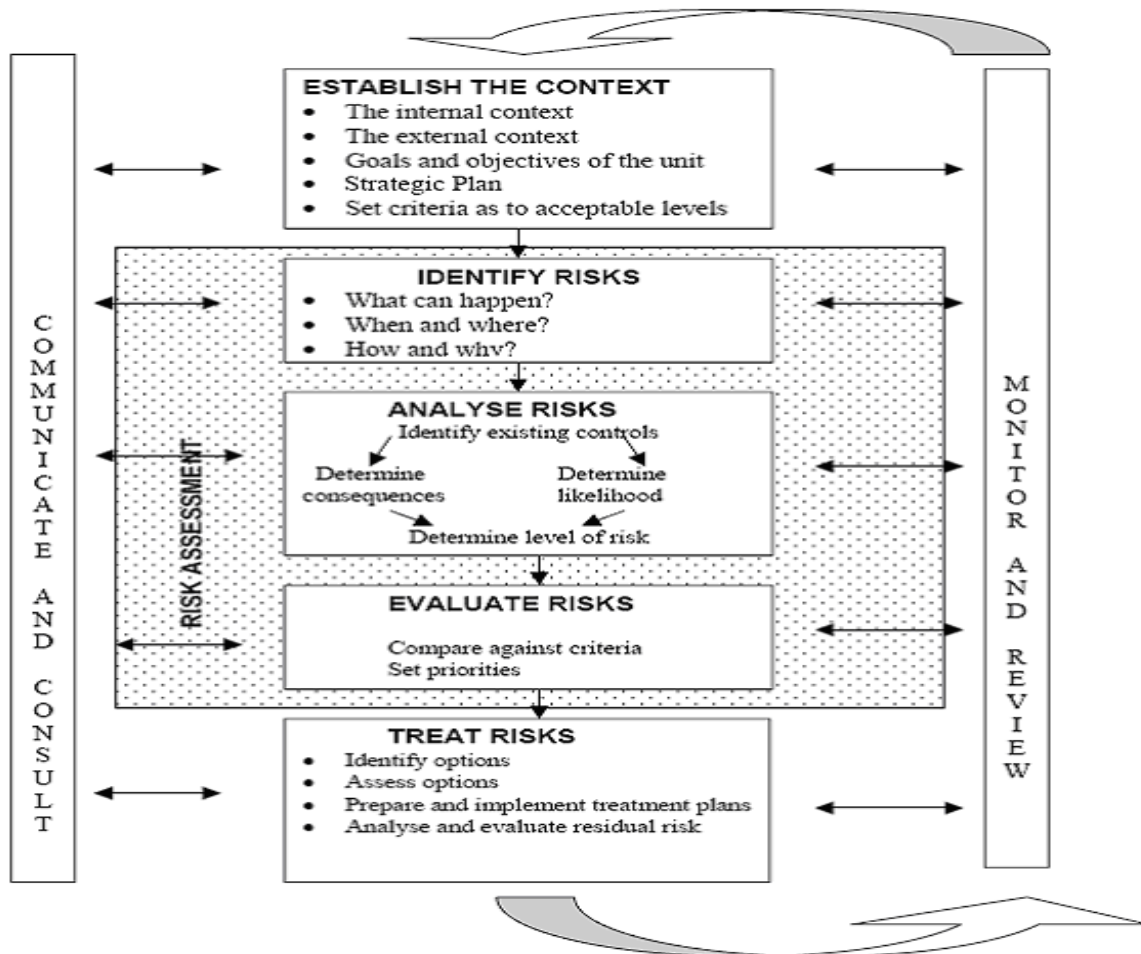 ESTABLISH THE CONTEXT
• The internal context
• The external context
• Goals and objectives of the unit
• Strategic Plan
• Set criteria as to acceptable levels
IDENTIFY RISKS
• What can happen?
• When and where?
• How and why?
ANALYSE RISKS
Identify existing controls
Determine consequences
Determine likelihood
Determine level of risk
EVALUATE RISKS
Compare against criteria
Set priorities
TREAT RISKS
• Identify options
• Assess options
• Prepare and implement treatment plans
• Analyse and evaluate residual risk
COMMUNICATE AND CONSULT
RISK ASSESSMENT
MONITOR AND REVIEW